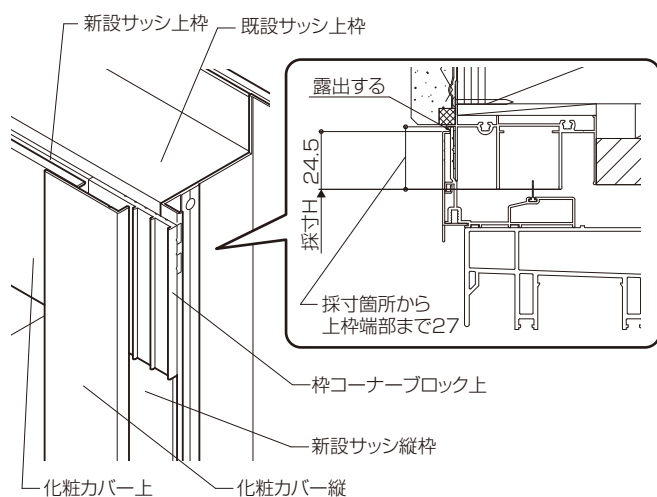 新設サッシ上枠
既設サッシ上枠
露出する
24.5
採寸H
採寸箇所から
上枠端部まで27
枠コーナーブロック上
新設サッシ縦枠
化粧カバー上
化粧カバー縦